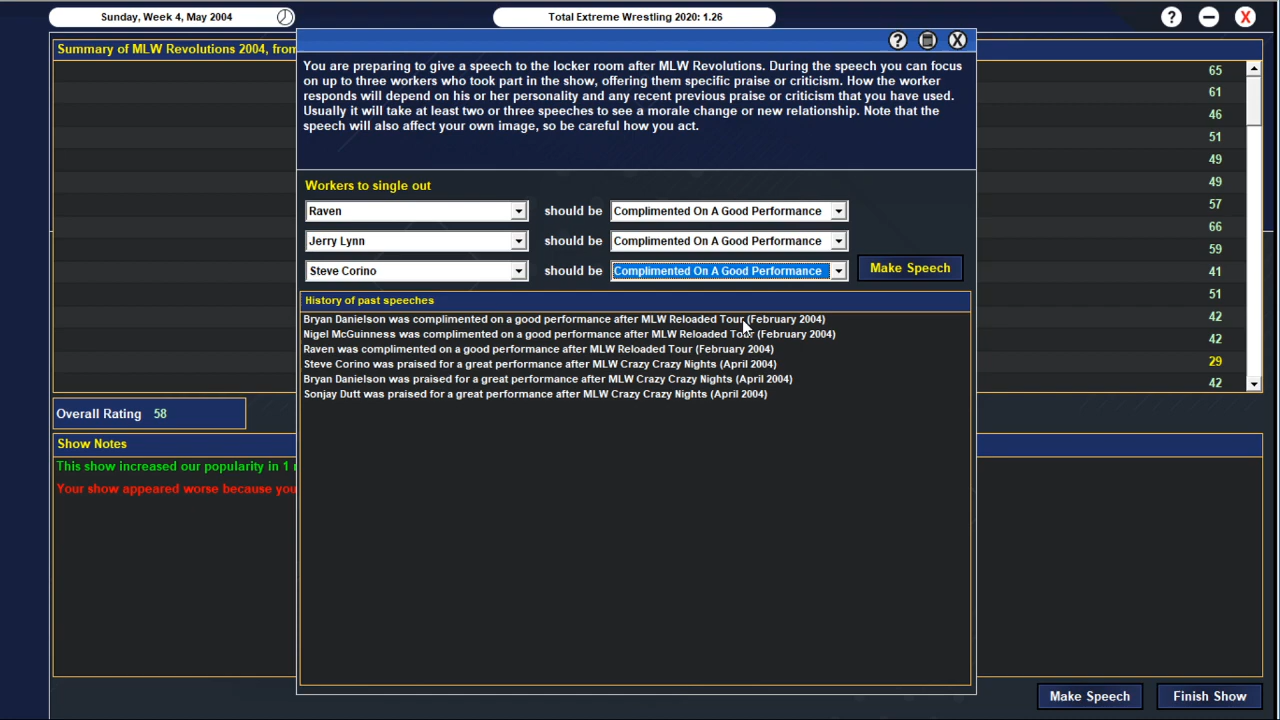 Sunday, Week 4, May 2004
Total Extreme Wrestling 2020: 1.26
? – X
Summary of MLW Revolutions 2004, from
? X
You are preparing to give a speech to the locker room after MLW Revolutions. During the speech you can focus
on up to three workers who took part in the show, offering them specific praise or criticism. How the worker
responds will depend on his or her personality and any recent previous praise or criticism that you have used.
Usually it will take at least two or three speeches to see a morale change or new relationship. Note that the
speech will also affect your own image, so be careful how you act.
65
61
46
51
49
49
57
66
59
41
51
42
42
29
42
Workers to single out
Raven should be Complimented On A Good Performance
Jerry Lynn should be Complimented On A Good Performance
Steve Corino should be Complimented On A Good Performance Make Speech
History of past speeches
Bryan Danielson was complimented on a good performance after MLW Reloaded Tour (February 2004)
Nigel McGuinness was complimented on a good performance after MLW Reloaded Tour (February 2004)
Raven was complimented on a good performance after MLW Reloaded Tour (February 2004)
Steve Corino was praised for a great performance after MLW Crazy Crazy Nights (April 2004)
Bryan Danielson was praised for a great performance after MLW Crazy Crazy Nights (April 2004)
Sonjay Dutt was praised for a great performance after MLW Crazy Crazy Nights (April 2004)
Overall Rating 58
Show Notes
This show increased our popularity in 1
Your show appeared worse because you
Make Speech Finish Show